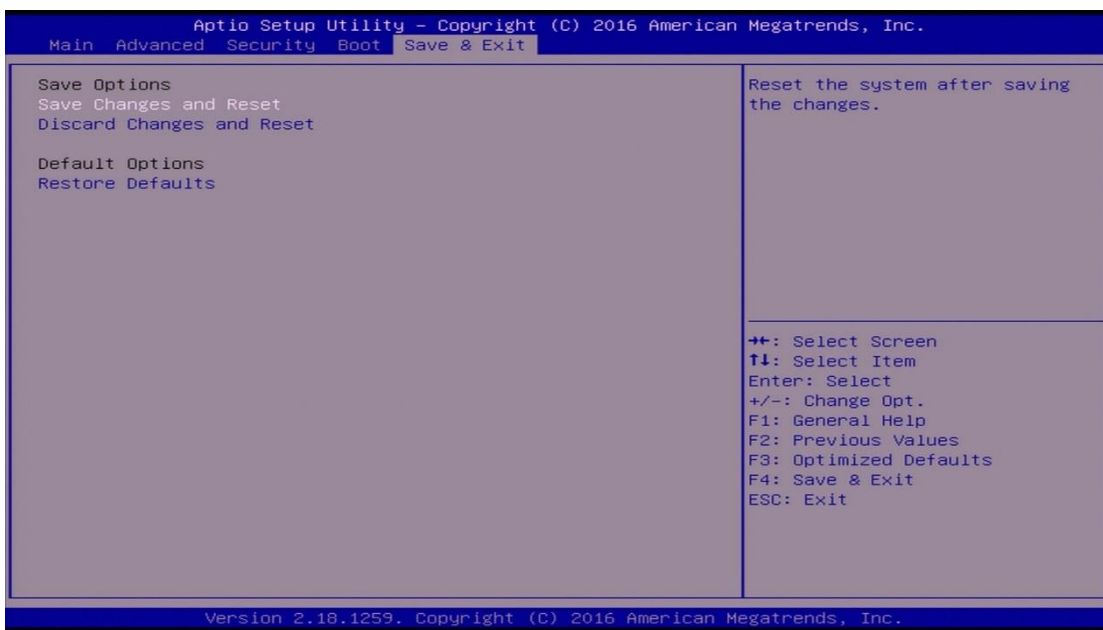 Aptio Setup Utility – Copyright (C) 2016 American Megatrends, Inc.
Main Advanced Security Boot Save & Exit
Save Options
Save Changes and Reset
Discard Changes and Reset
Default Options
Restore Defaults
Reset the system after saving
the changes.
→←: Select Screen
↑↓: Select Item
Enter: Select
+/-: Change Opt.
F1: General Help
F2: Previous Values
F3: Optimized Defaults
F4: Save & Exit
ESC: Exit
Version 2.18.1259. Copyright (C) 2016 American Megatrends, Inc.